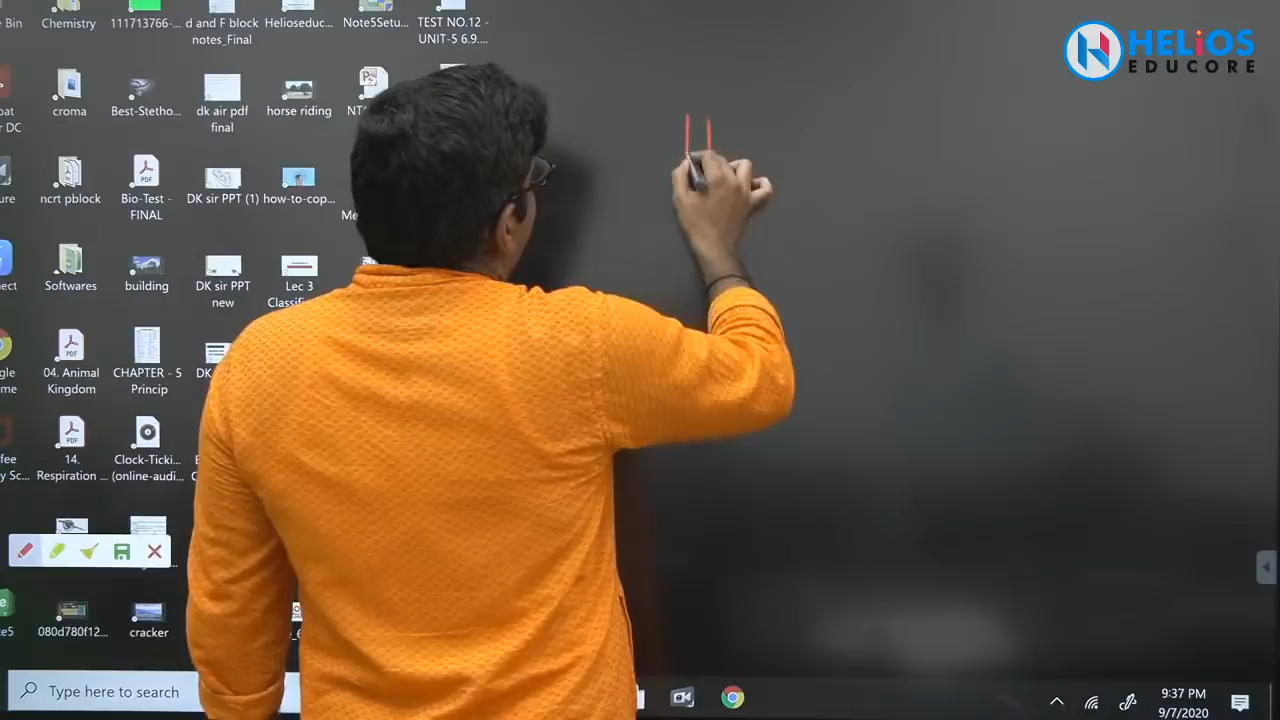 e Bin
Chemistry
111713766-...
d and F block
notes_Final
Helioseduc...
Note5Setu...
TEST NO.12 -
UNIT-5 6.9....
HELiOS
EDUCORE
DC
croma
Best-Stetho...
dk air pdf
final
horse riding
ncrt pblock
Bio-Test -
FINAL
DK sir PPT (1)
how-to-cop...
Softwares
building
DK sir PPT
new
Lec 3
Classifi
04. Animal
Kingdom
CHAPTER - 5
Princip
DK
14.
Respiration ...
Clock-Ticki...
(online-audi...
080d780f12...
cracker
Type here to search
9:37 PM
9/7/2020